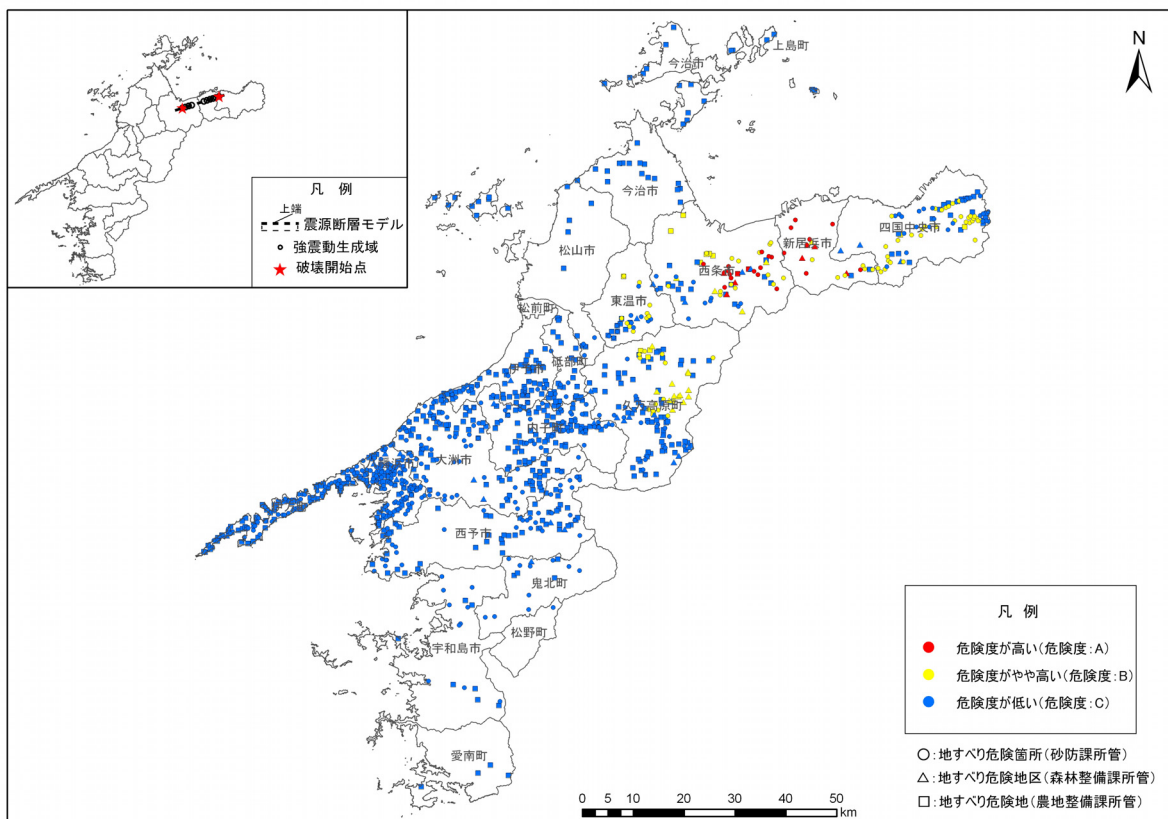 凡 例
上端
震源断層モデル
強震動生成域
破壊開始点
N
上島町
今治市
今治市
松山市
西条市
新居浜市
四国中央市
東温市
松前町
砥部町
伊予市
久万高原町
内子町
大洲市
西予市
鬼北町
松野町
宇和島市
愛南町
凡 例
危険度が高い(危険度:A)
危険度がやや高い(危険度:B)
危険度が低い(危険度:C)
:地すべり危険箇所(砂防課所管)
:地すべり危険地区(森林整備課所管)
:地すべり危険地(農地整備課所管)
0 5 10 20 30 40 50
km